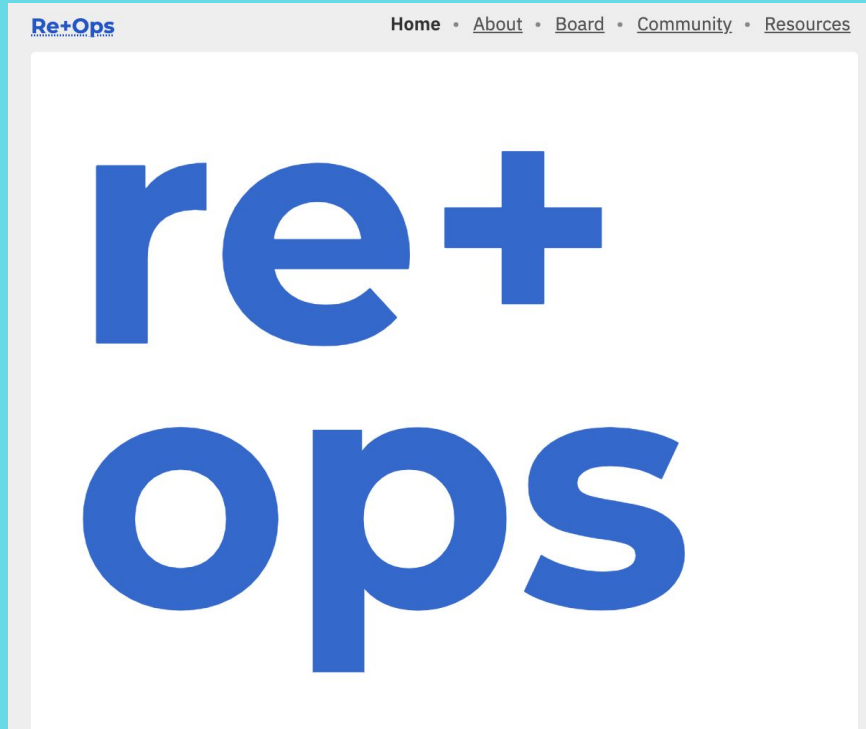 Re+Ops Home • About • Board • Community • Resources
re+
ops